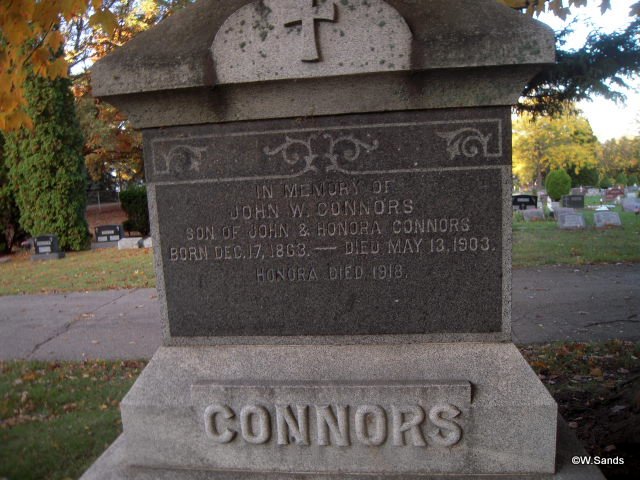 IN MEMORY OF
JOHN W. CONNORS
SON OF JOHN & HONORA CONNORS
BORN DEC. 17, 1863. — DIED MAY 13, 1903.
HONORA DIED 1918.
CONNORS
©W.Sands